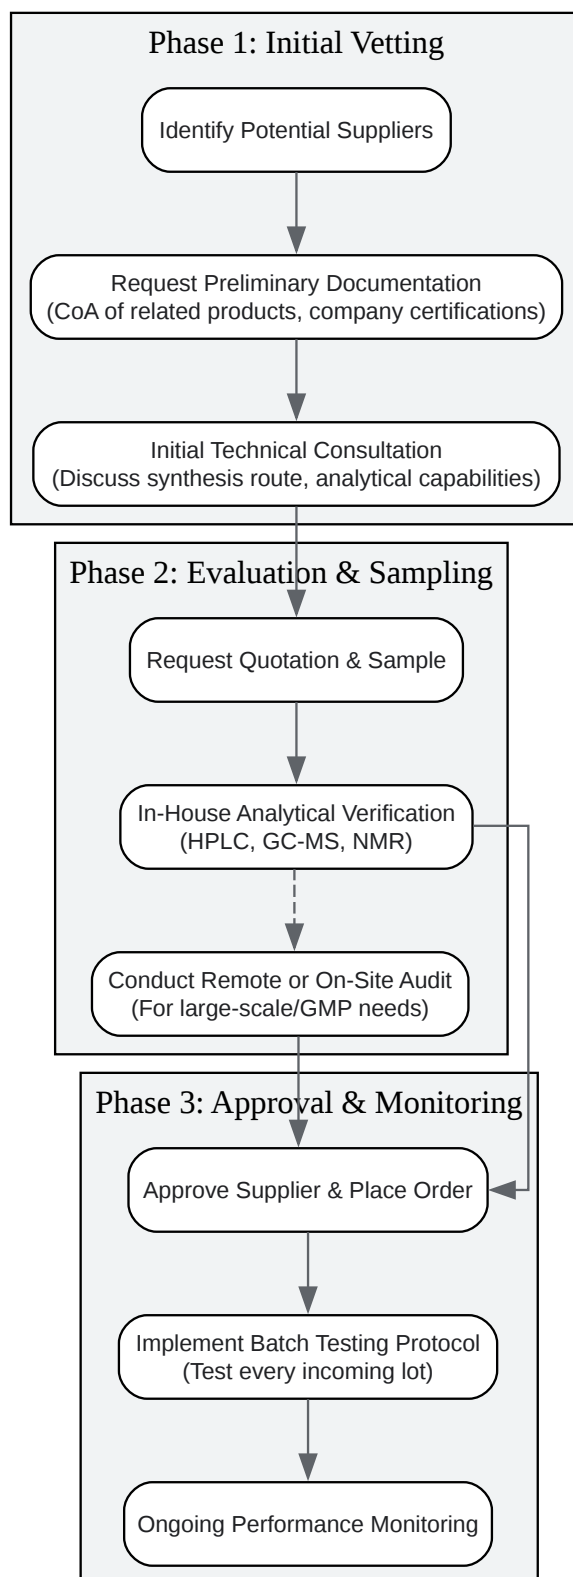 Phase 1: Initial Vetting
Identify Potential Suppliers
Request Preliminary Documentation
(CoA of related products, company certifications)
Initial Technical Consultation
(Discuss synthesis route, analytical capabilities)
Phase 2: Evaluation & Sampling
Request Quotation & Sample
In-House Analytical Verification
(HPLC, GC-MS, NMR)
Conduct Remote or On-Site Audit
(For large-scale/GMP needs)
Phase 3: Approval & Monitoring
Approve Supplier & Place Order
Implement Batch Testing Protocol
(Test every incoming lot)
Ongoing Performance Monitoring